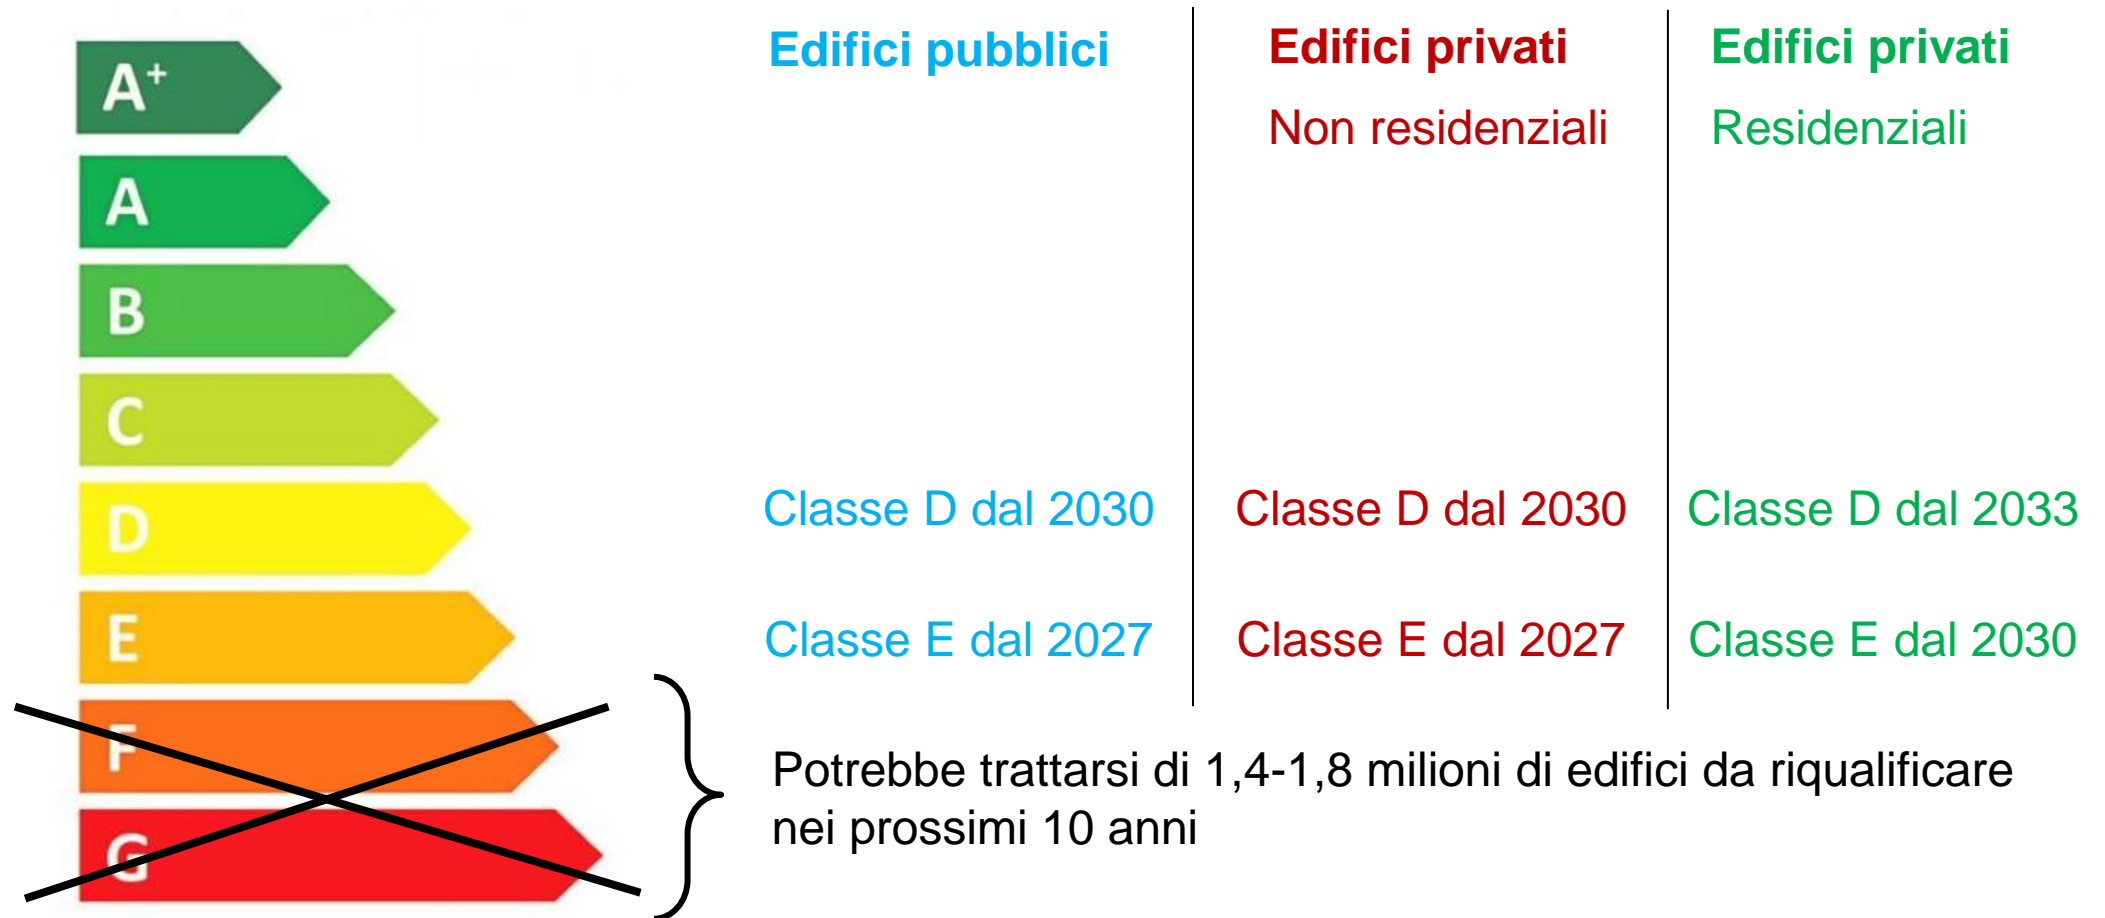 A+
A
B
C
D
E
F
G
Edifici pubblici
Classe D dal 2030
Classe E dal 2027
Edifici privati
Non residenziali
Classe D dal 2030
Classe E dal 2027
Edifici privati
Residenziali
Classe D dal 2033
Classe E dal 2030
Potrebbe trattarsi di 1,4-1,8 milioni di edifici da riqualificare
nei prossimi 10 anni